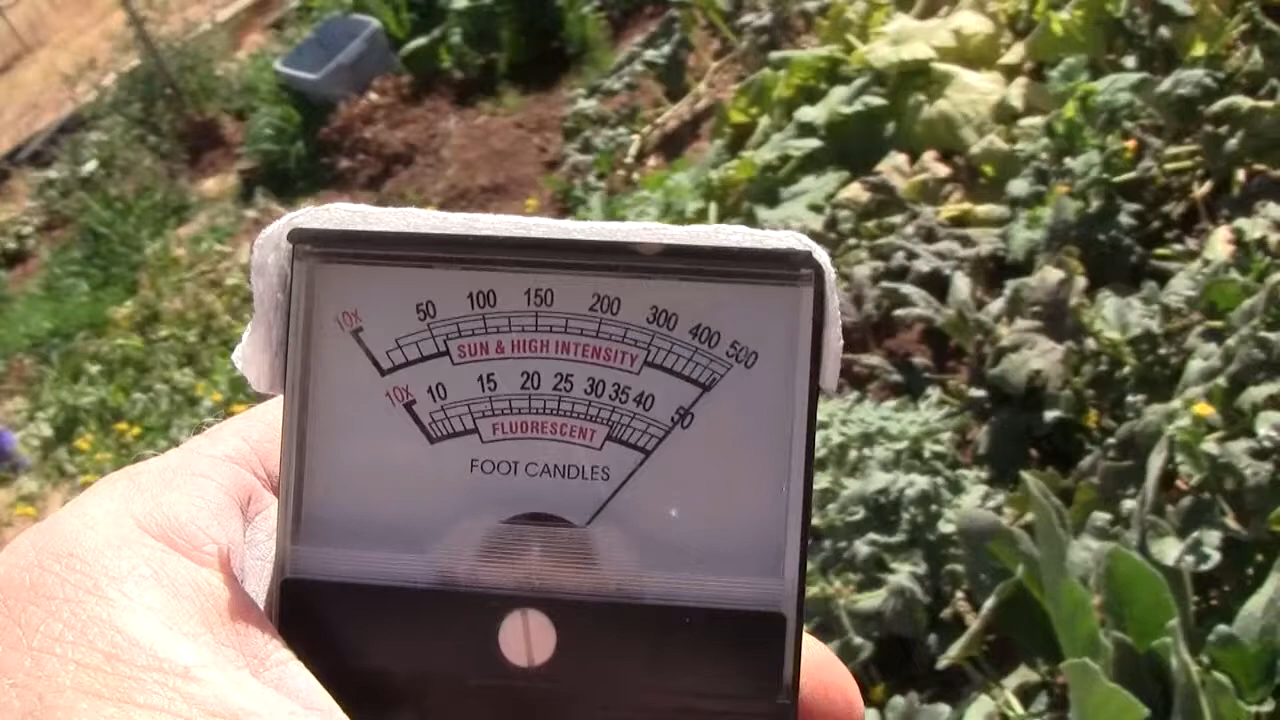 10x 50 100 150 200 300 400 500
SUN & HIGH INTENSITY
10x 10 15 20 25 30 35 40 50
FLUORESCENT
FOOT CANDLES